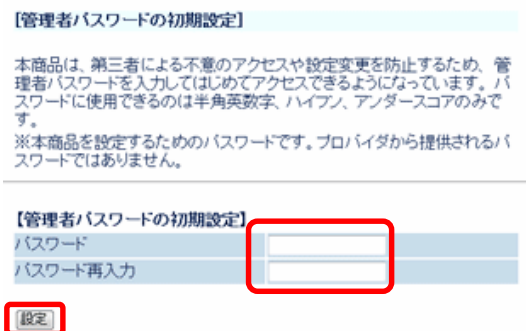 【管理者パスワードの初期設定】
本商品は、第三者による不意のアクセスや設定変更を防止するため、管
理者パスワードを入力してはじめてアクセスできるようになっています。パ
スワードに使用できるのは半角英数字、ハイフン、アンダースコアのみで
す。
※本商品を設定するためのパスワードです。プロバイダから提供されるパ
スワードではありません。
【管理者パスワードの初期設定】
パスワード
パスワード再入力
設定